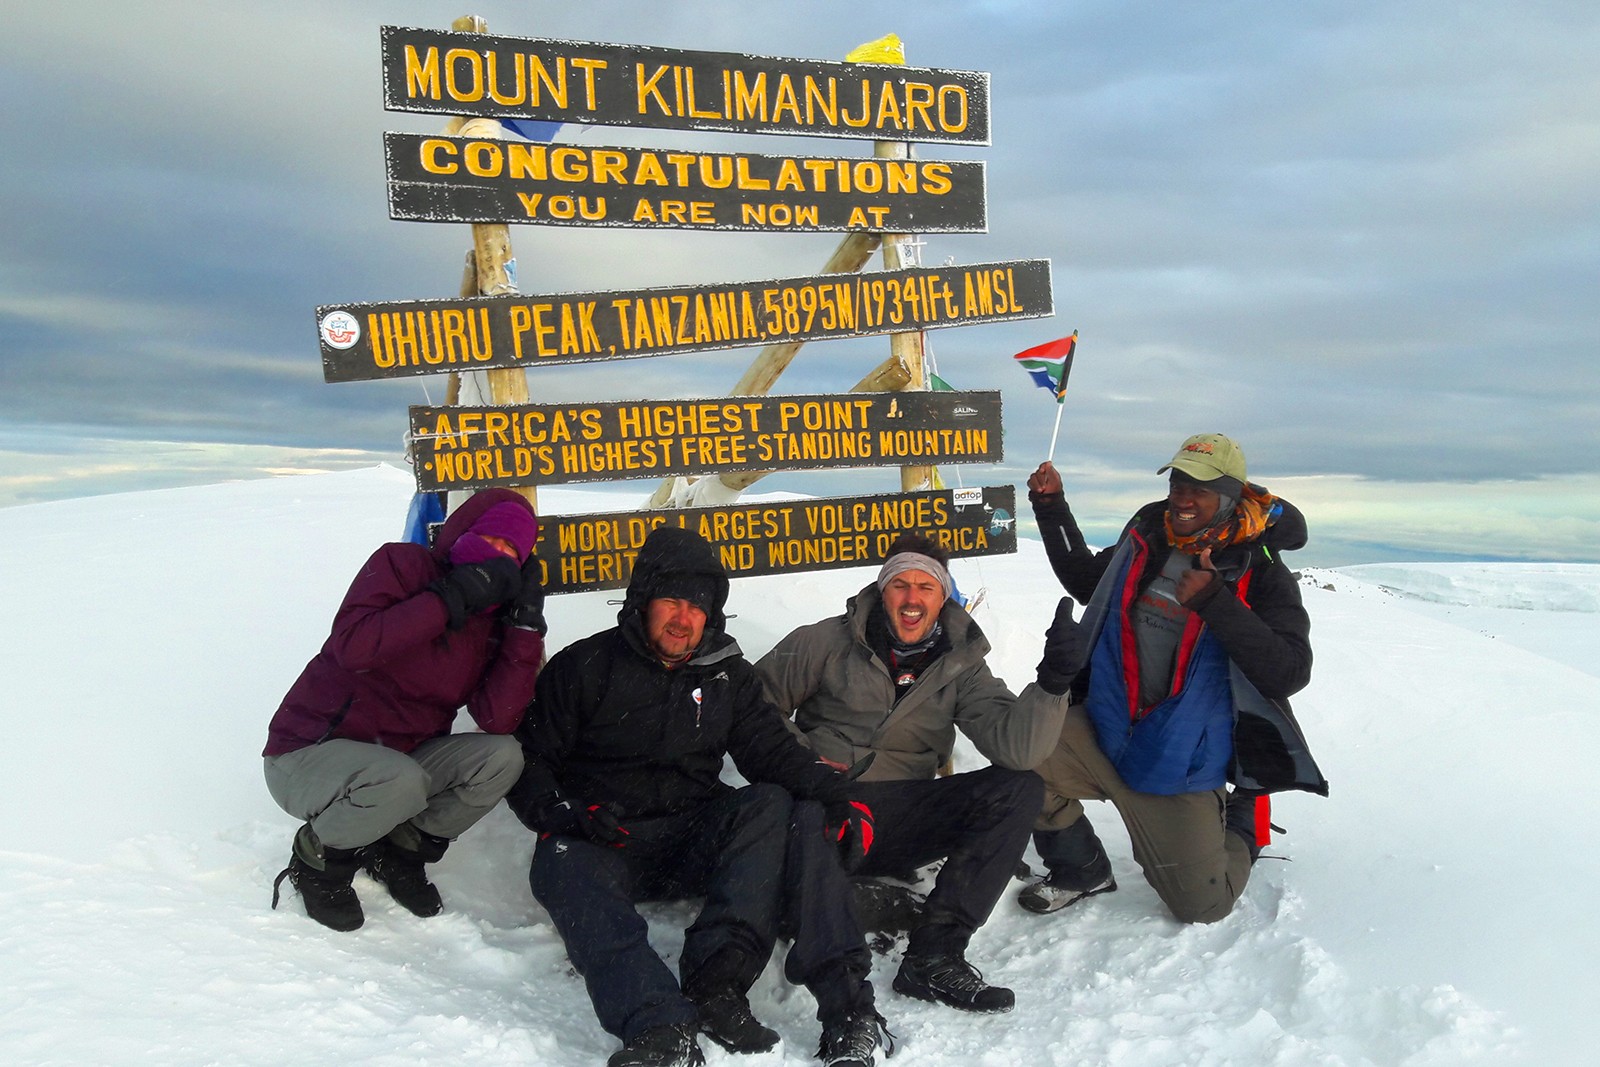 MOUNT KILIMANJARO
CONGRATULATIONS
YOU ARE NOW AT
UHURU PEAK, TANZANIA, 5895M/19341Ft AMSL
•AFRICA'S HIGHEST POINT
•WORLD'S HIGHEST FREE-STANDING MOUNTAIN
WORLD'S LARGEST VOLCANOES
HERIT ND WONDER OF AFRICA